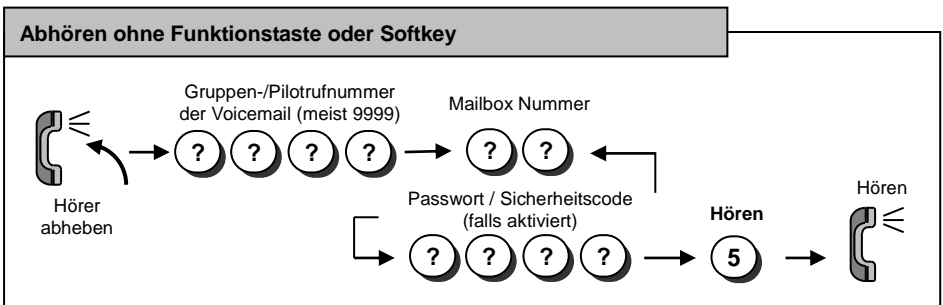 Abhören ohne Funktionstaste oder Softkey
Gruppen-/Pilotrufnummer
der Voicemail (meist 9999)
Mailbox Nummer
? ? ? ?
? ?
Hörer
abheben
Passwort / Sicherheitscode
(falls aktiviert)
? ? ? ?
Hören
5
Hören